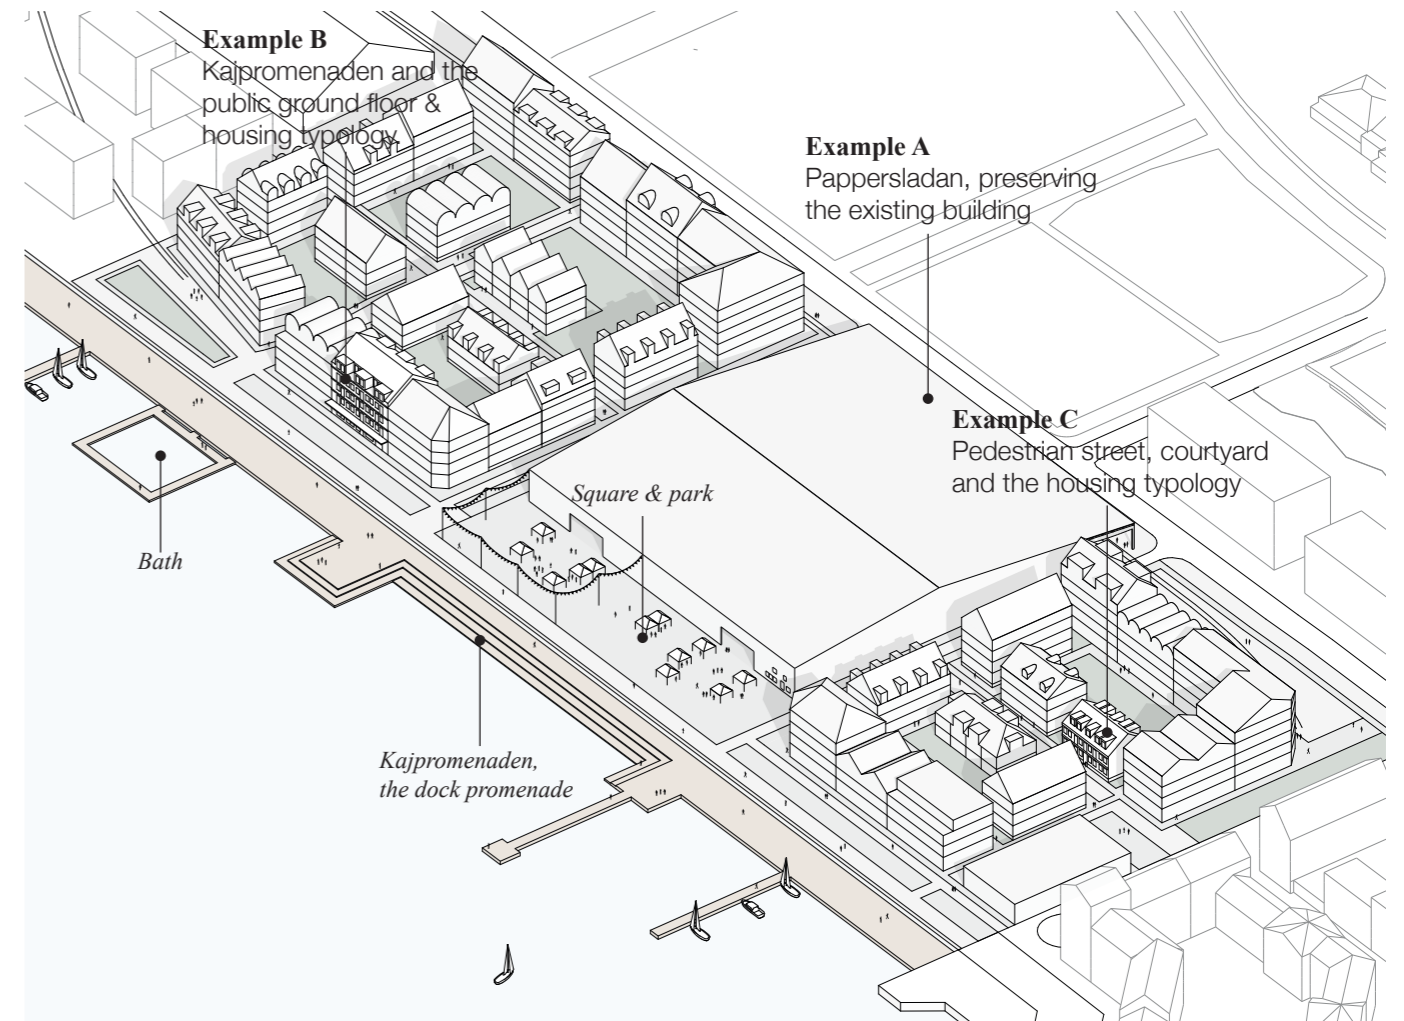 Example B
Kajpromenaden and the
public ground floor &
housing typology.
Example A
Pappersladan, preserving
the existing building
Example C
Pedestrian street, courtyard
and the housing typology
Square & park
Bath
Kajpromenaden,
the dock promenade